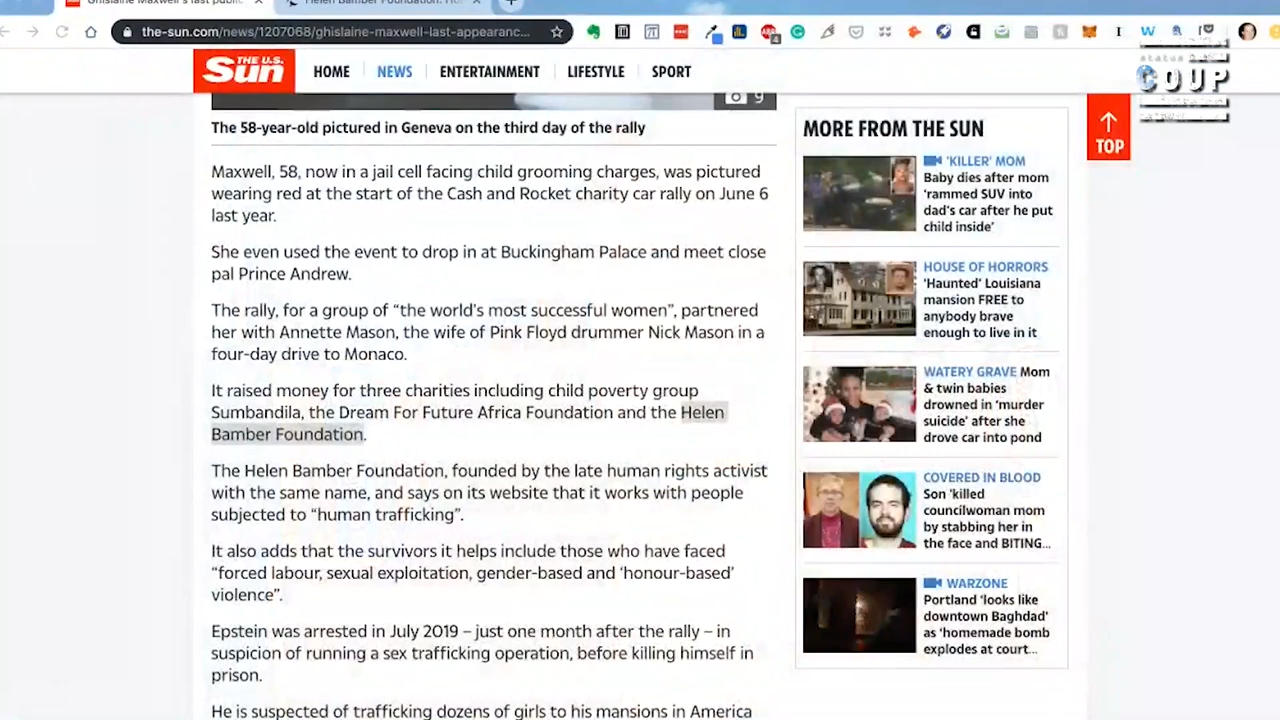 Ghislaine Maxwell's last public
Helen Bamber Foundation: Ho
the-sun.com/news/1207068/ghislaine-maxwell-last-appearanc...
THE U.S.
Sun
HOME
NEWS
ENTERTAINMENT
LIFESTYLE
SPORT
COUP
9
The 58-year-old pictured in Geneva on the third day of the rally
Maxwell, 58, now in a jail cell facing child grooming charges, was pictured
wearing red at the start of the Cash and Rocket charity car rally on June 6
last year.
She even used the event to drop in at Buckingham Palace and meet close
pal Prince Andrew.
The rally, for a group of “the world’s most successful women”, partnered
her with Annette Mason, the wife of Pink Floyd drummer Nick Mason in a
four-day drive to Monaco.
It raised money for three charities including child poverty group
Sumbandila, the Dream For Future Africa Foundation and the Helen
Bamber Foundation.
The Helen Bamber Foundation, founded by the late human rights activist
with the same name, and says on its website that it works with people
subjected to “human trafficking”.
It also adds that the survivors it helps include those who have faced
“forced labour, sexual exploitation, gender-based and ‘honour-based’
violence”.
Epstein was arrested in July 2019 – just one month after the rally – in
suspicion of running a sex trafficking operation, before killing himself in
prison.
He is suspected of trafficking dozens of girls to his mansions in America
MORE FROM THE SUN
'KILLER' MOM
Baby dies after mom
‘rammed SUV into
dad's car after he put
child inside’
HOUSE OF HORRORS
'Haunted' Louisiana
mansion FREE to
anybody brave
enough to live in it
WATERY GRAVE Mom
& twin babies
drowned in ‘murder
suicide’ after she
drove car into pond
COVERED IN BLOOD
Son ‘killed
councilwoman mom
by stabbing her in
the face and BITING...
WARZONE
Portland ‘looks like
downtown Baghdad’
as ‘homemade bomb
explodes at court...
TOP